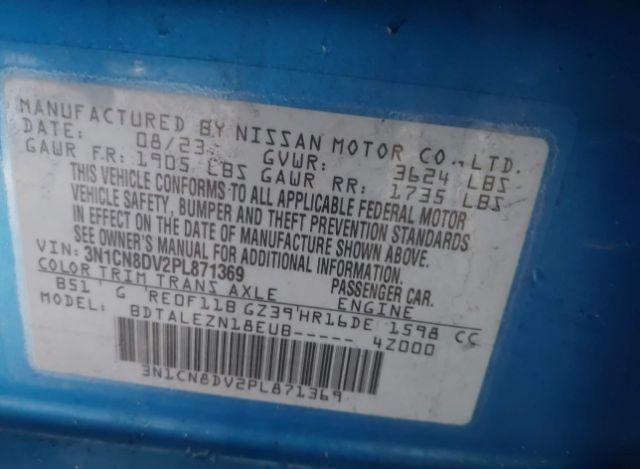 MANUFACTURED BY NISSAN MOTOR CO.,LTD.
DATE: 08/23 GVWR: 3624 LBS
GAWR FR: 1905 LBS GAWR RR: 1735 LBS
THIS VEHICLE CONFORMS TO ALL APPLICABLE FEDERAL MOTOR
VEHICLE SAFETY, BUMPER AND THEFT PREVENTION STANDARDS
IN EFFECT ON THE DATE OF MANUFACTURE SHOWN ABOVE.
SEE OWNER'S MANUAL FOR ADDITIONAL INFORMATION.
VIN: 3N1CN8DV2PL871369 PASSENGER CAR.
COLOR TRIM TRANS AXLE ENGINE
B51 G RE0F11B GZ39 HR16DE 1598 CC
MODEL: BDTALEZN18EUB----- 4Z000
3N1CN8DV2PL871369